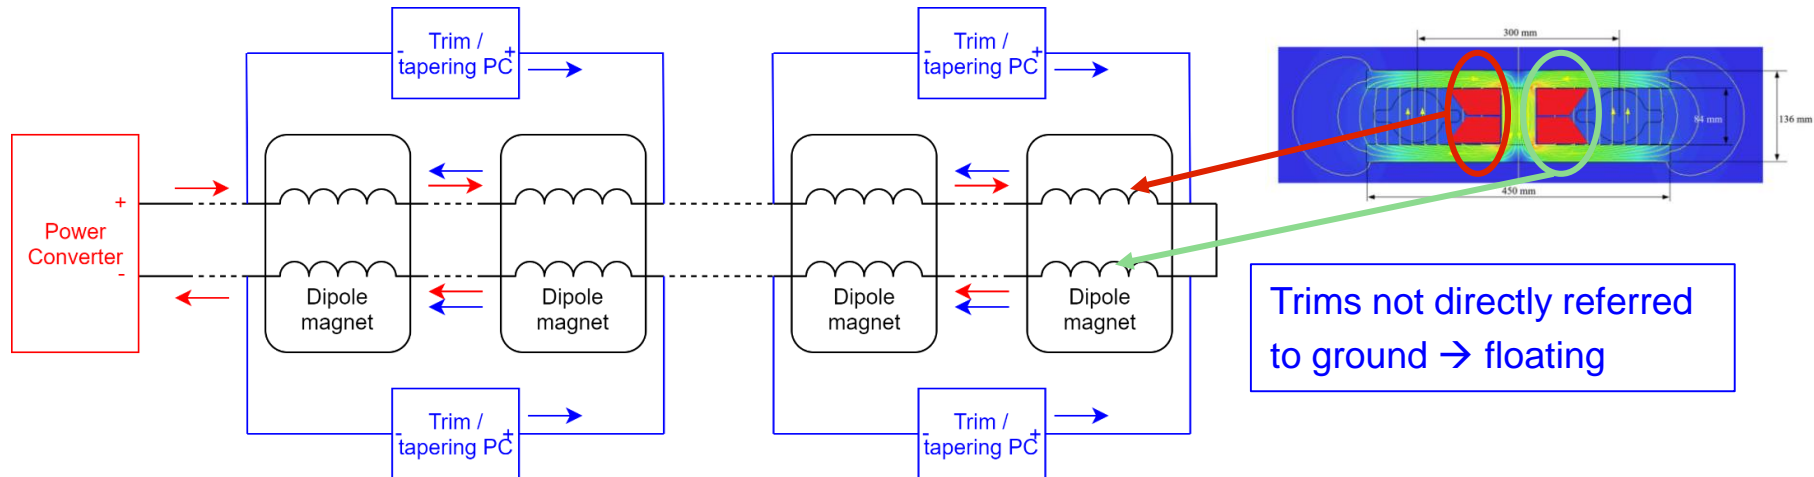 Trim /
- tapering PC +
Trim /
- tapering PC +
300 mm
84 mm
136 mm
450 mm
+
Power
Converter
-
Dipole
magnet
Dipole
magnet
Dipole
magnet
Dipole
magnet
Trims not directly referred
to ground → floating
Trim /
- tapering PC +
Trim /
- tapering PC +